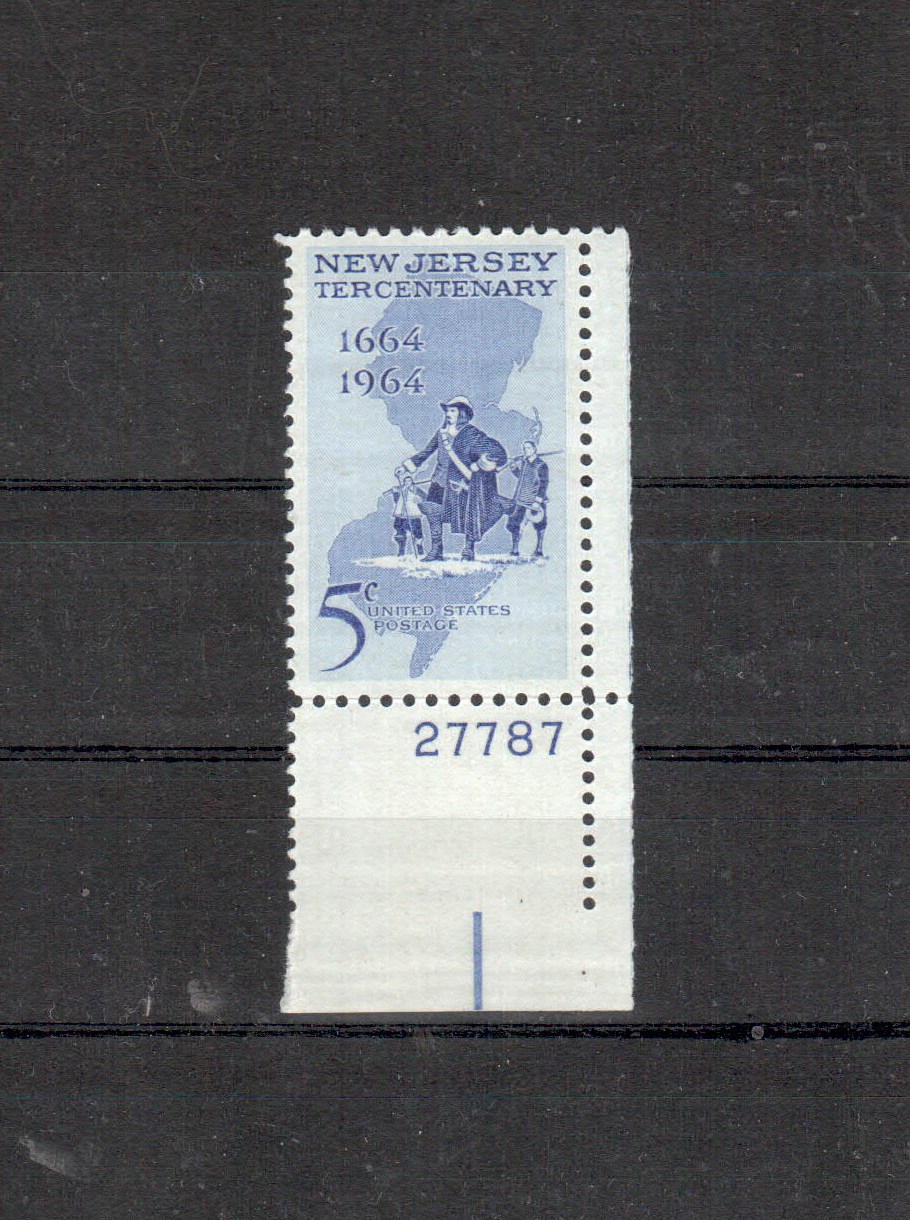 NEW JERSEY
TERCENTENARY
1664
1964
5c
UNITED STATES
POSTAGE
27787